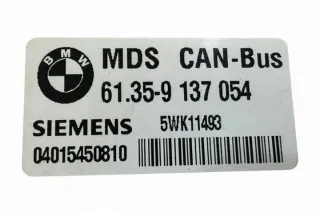 BMW
MDS CAN-Bus
61.35-9 137 054
SIEMENS 5WK11493
04015450810